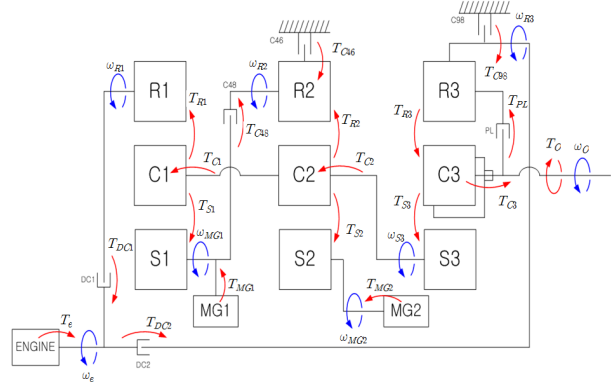 C98
ω_R3
C46
T_C46
T_C98
ω_R1
C48
ω_R2
R1
R2
R3
T_R1
T_C48
T_R2
T_R3
T_PL
PL
T_C1
T_C2
T_O
ω_O
C1
C2
C3
T_C3
T_S1
T_S2
T_S3
T_DC1
ω_MG1
ω_S3
S1
S2
S3
DC1
T_MG1
T_MG2
MG1
MG2
T_e
T_DC2
ω_MG2
ENGINE
ω_e
DC2